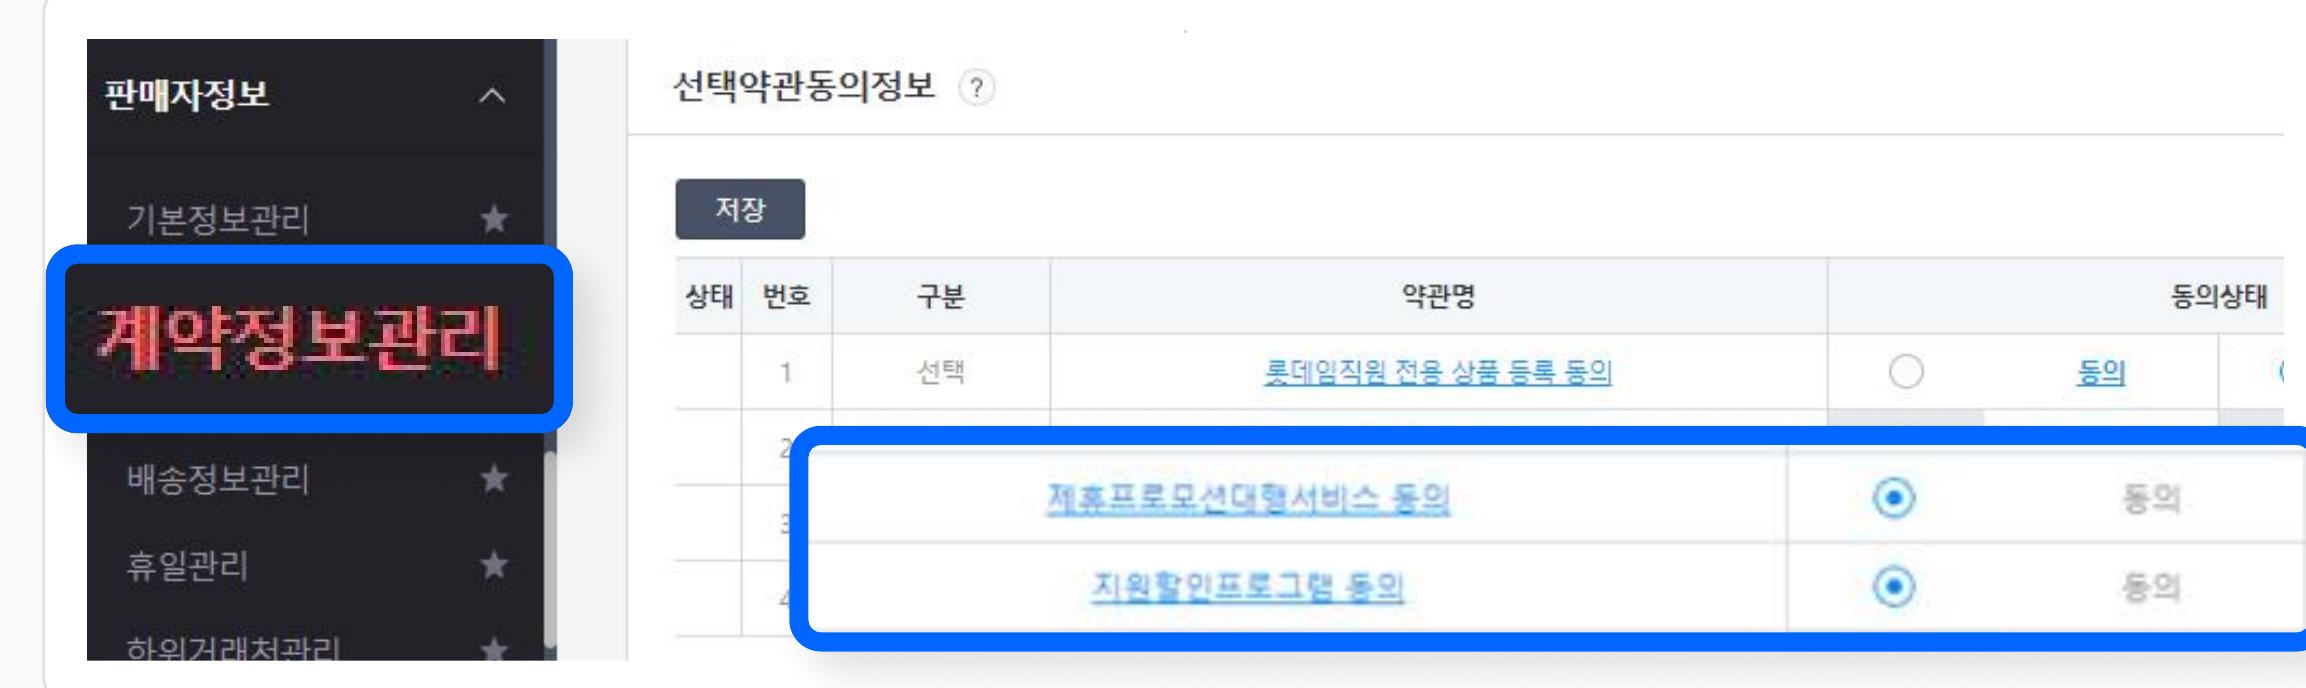 판매자정보
기본정보관리
계약정보관리
배송정보관리
휴일관리
하위거래처관리
선택약관동의정보 ?
저장
상태 번호 구분 약관명 동의상태
1 선택 롯데임직원 전용 상품 등록 동의 동의
2
제휴프로모션대행서비스 동의 동의
3
지원할인프로그램 동의 동의
4